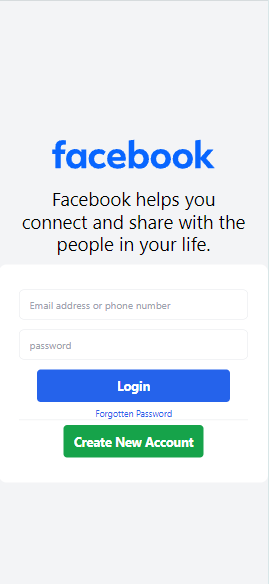 facebook
Facebook helps you
connect and share with the
people in your life.
Email address or phone number
password
Login
Forgotten Password
Create New Account